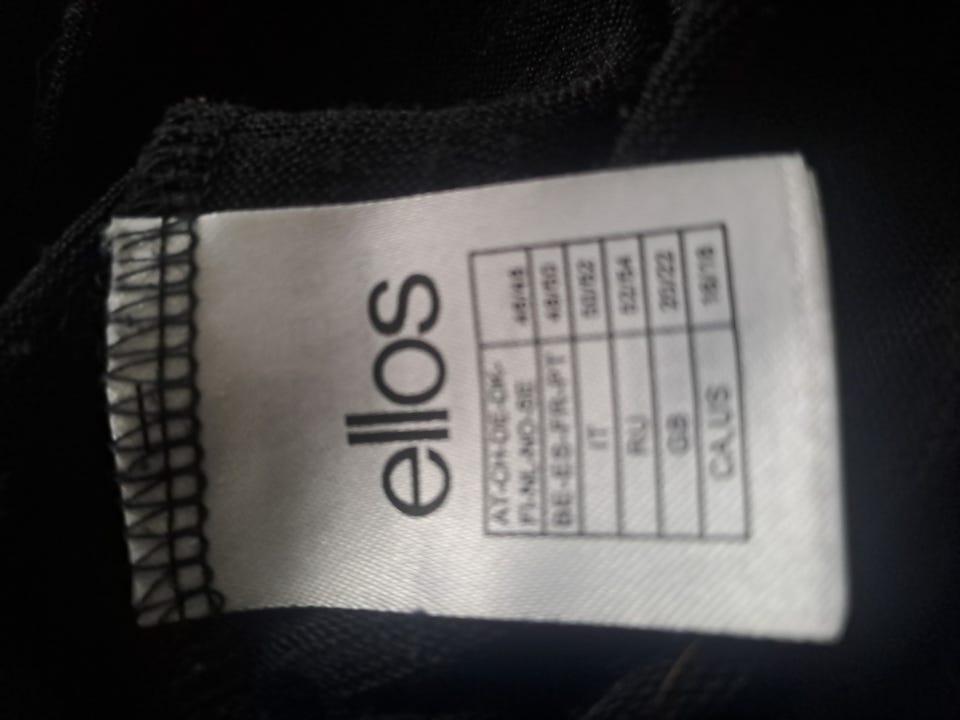 ellos
AT-CH-DE-DK-
FI-NL-NO-SE 46/48
BE-ES-FR-PT 48/50
IT 50/52
RU 52/54
GB 20/22
CA,US 16/18